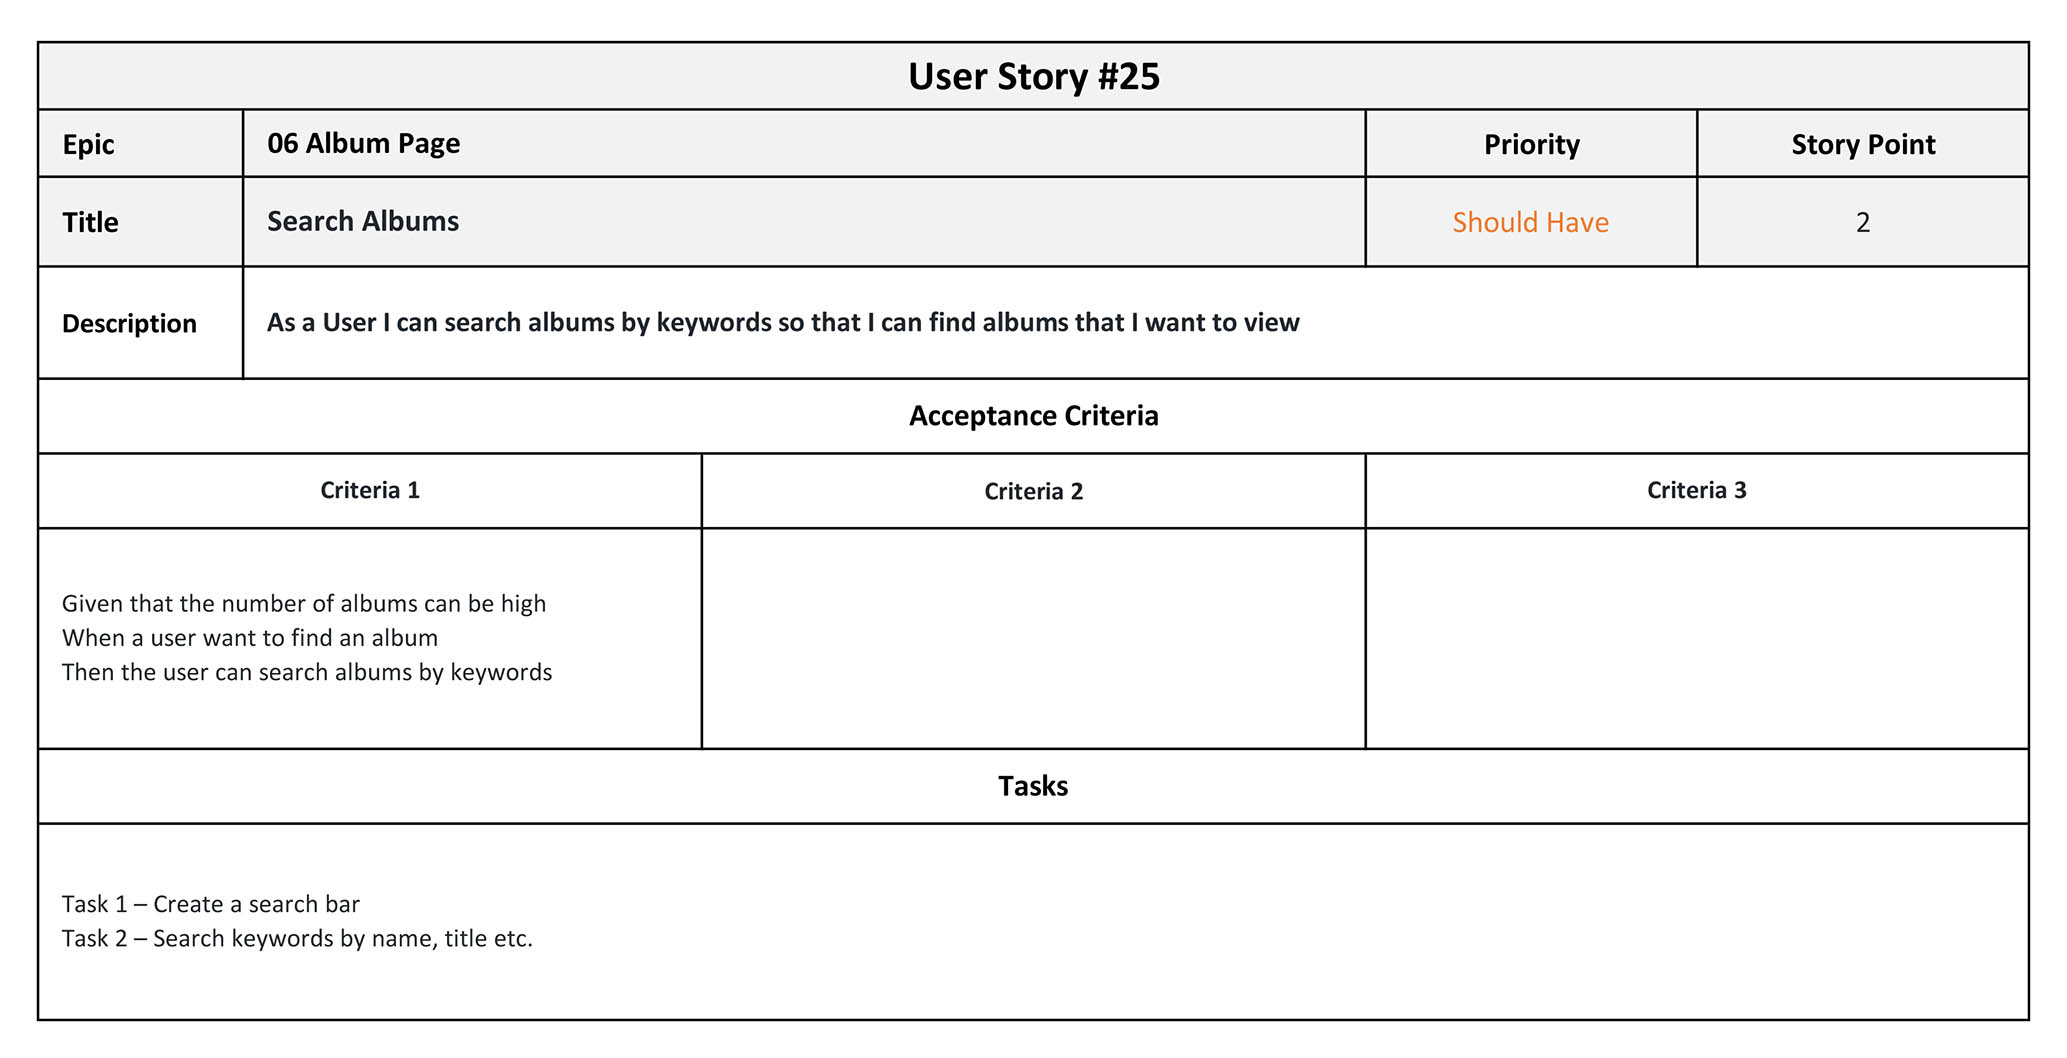 User Story #25
Epic
06 Album Page
Priority
Story Point
Title
Search Albums
Should Have
2
Description
As a User I can search albums by keywords so that I can find albums that I want to view
Acceptance Criteria
Criteria 1
Criteria 2
Criteria 3
Given that the number of albums can be high
When a user want to find an album
Then the user can search albums by keywords
Tasks
Task 1 – Create a search bar
Task 2 – Search keywords by name, title etc.